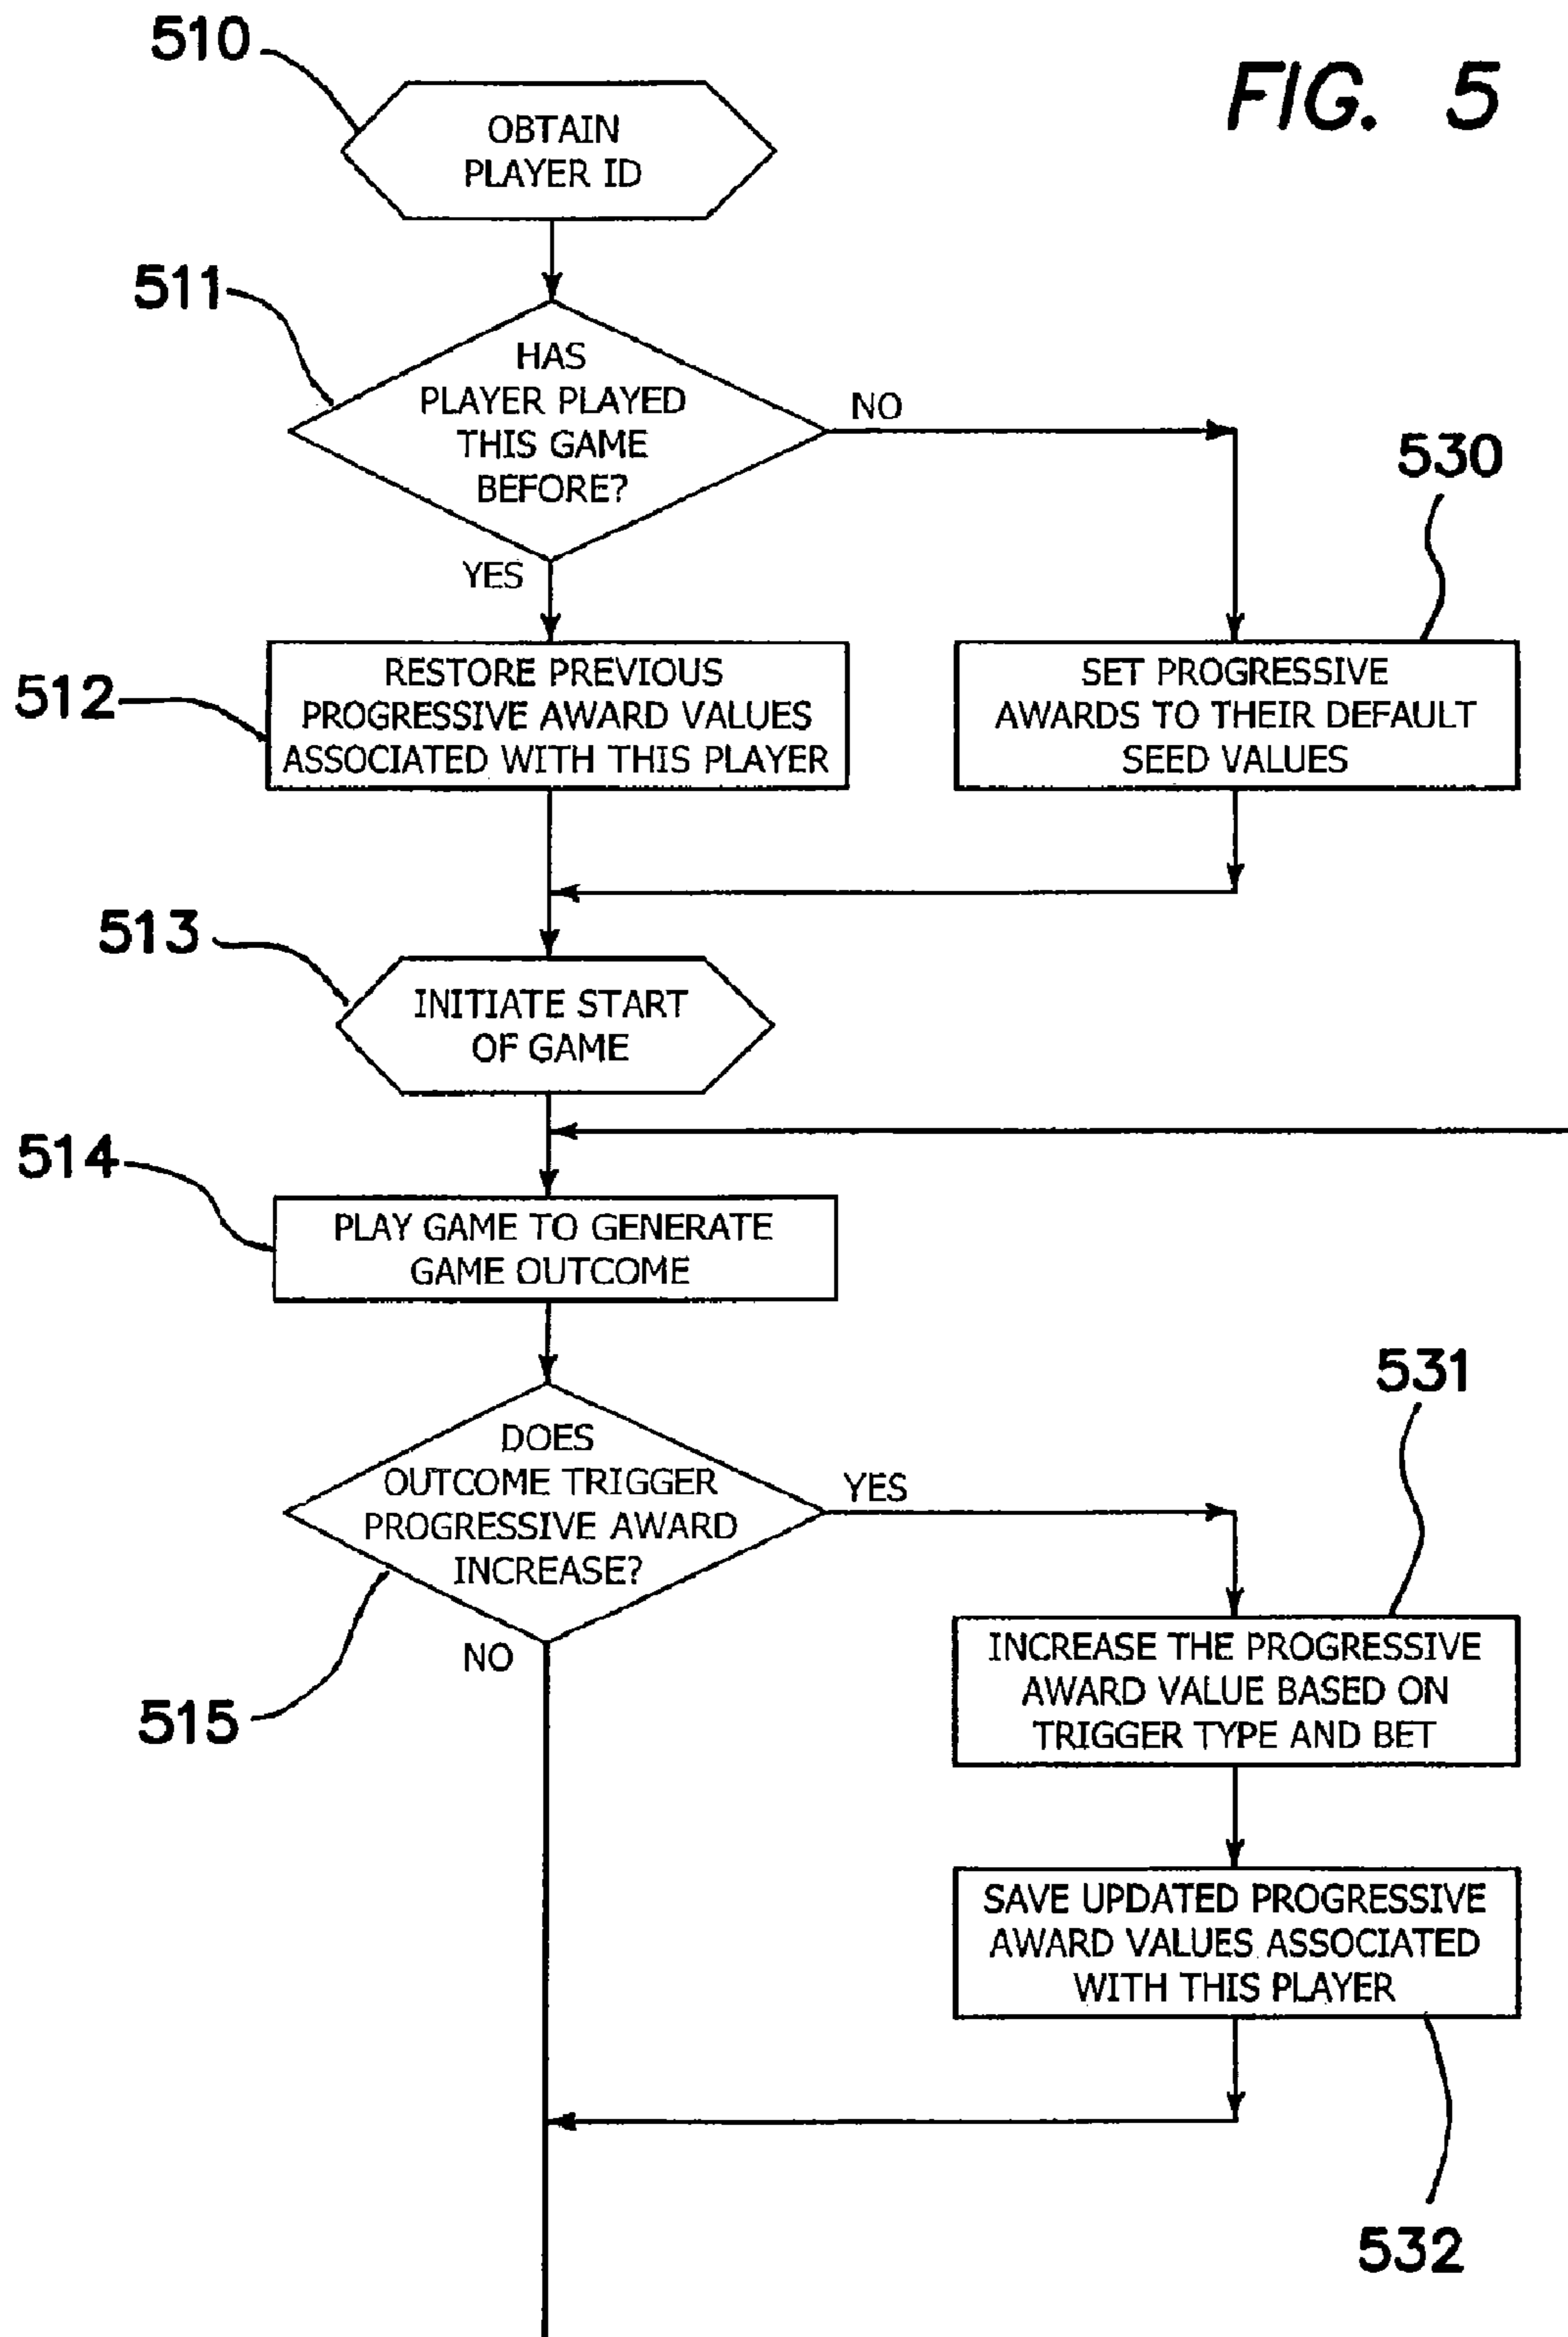 510
FIG. 5
OBTAIN
PLAYER ID
511
HAS
PLAYER PLAYED
THIS GAME
BEFORE?
NO
530
YES
512
RESTORE PREVIOUS
PROGRESSIVE AWARD VALUES
ASSOCIATED WITH THIS PLAYER
SET PROGRESSIVE
AWARDS TO THEIR DEFAULT
SEED VALUES
513
INITIATE START
OF GAME
514
PLAY GAME TO GENERATE
GAME OUTCOME
531
DOES
OUTCOME TRIGGER
PROGRESSIVE AWARD
INCREASE?
YES
NO
515
INCREASE THE PROGRESSIVE
AWARD VALUE BASED ON
TRIGGER TYPE AND BET
SAVE UPDATED PROGRESSIVE
AWARD VALUES ASSOCIATED
WITH THIS PLAYER
532